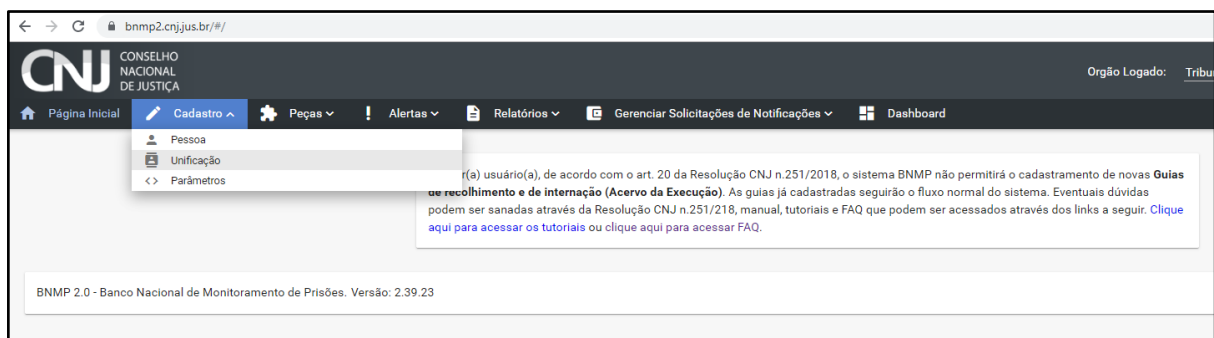 bnmp2.cnj.jus.br/#/
CNJ
CONSELHO
NACIONAL
DE JUSTIÇA
Orgão Logado:
Página Inicial Cadastro Peças Alertas Relatórios Gerenciar Solicitações de Notificações Dashboard
Pessoa
Unificação
Parâmetros
r(a) usuário(a), de acordo com o art. 20 da Resolução CNJ n.251/2018, o sistema BNMP não permitirá o cadastramento de novas Guias
de recolhimento e de internação (Acervo da Execução). As guias já cadastradas seguirão o fluxo normal do sistema. Eventuais dúvidas
podem ser sanadas através da Resolução CNJ n.251/218, manual, tutoriais e FAQ que podem ser acessados através dos links a seguir. Clique
aqui para acessar os tutoriais ou clique aqui para acessar FAQ.
BNMP 2.0 - Banco Nacional de Monitoramento de Prisões. Versão: 2.39.23